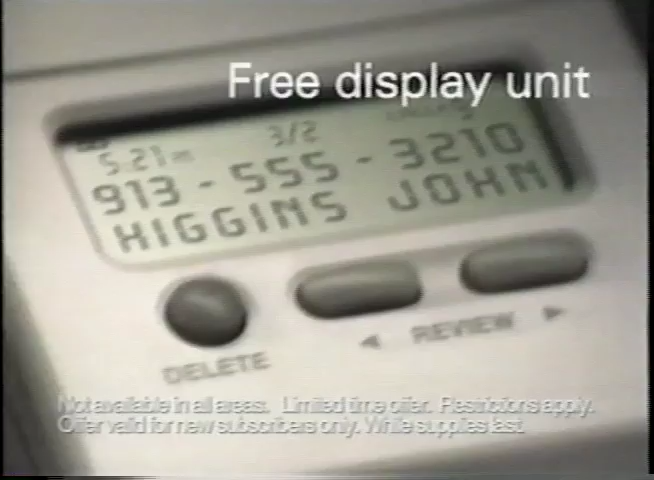 Free display unit
5:21
3/2
913-555-3210
HIGGINS JOHN
DELETE
◄ REVIEW ►
Not available in all areas. Limited time offer. Restrictions apply.
Offer valid for new subscribers only. While supplies last.